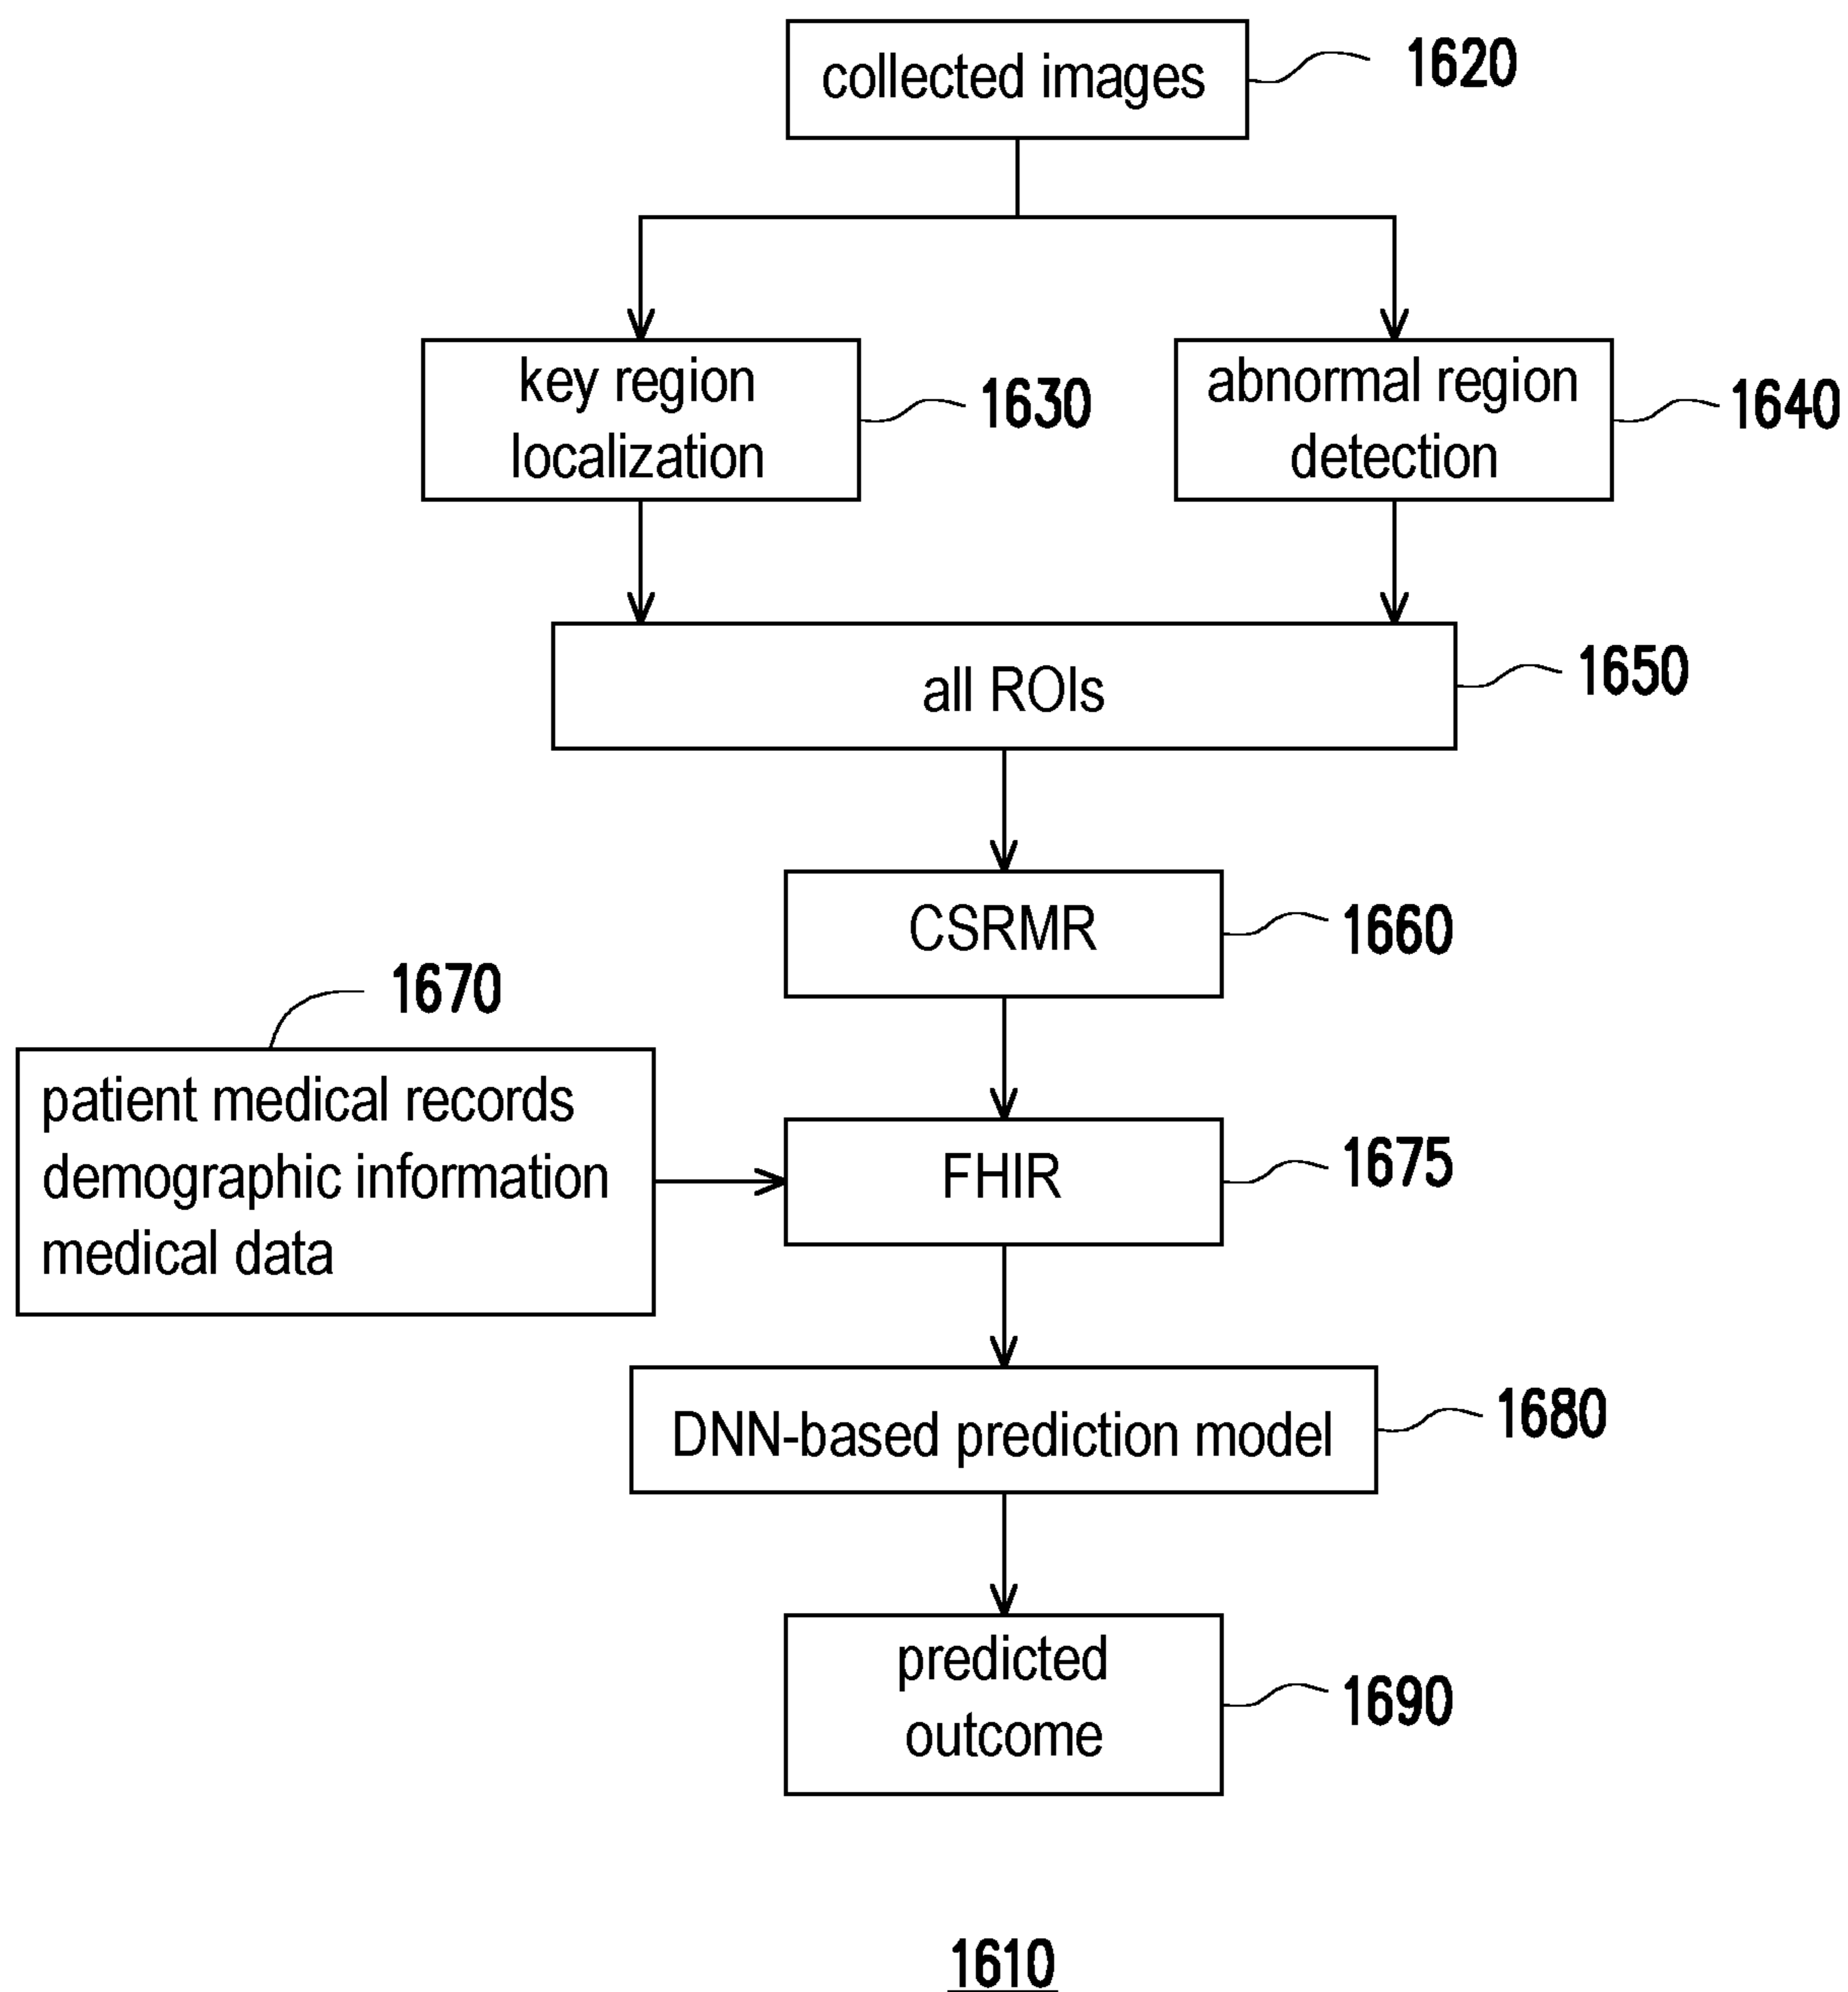 collected images
1620
key region
localization
1630
abnormal region
detection
1640
all ROIs
1650
CSRMR
1660
1670
patient medical records
demographic information
medical data
FHIR
1675
DNN-based prediction model
1680
predicted
outcome
1690
1610